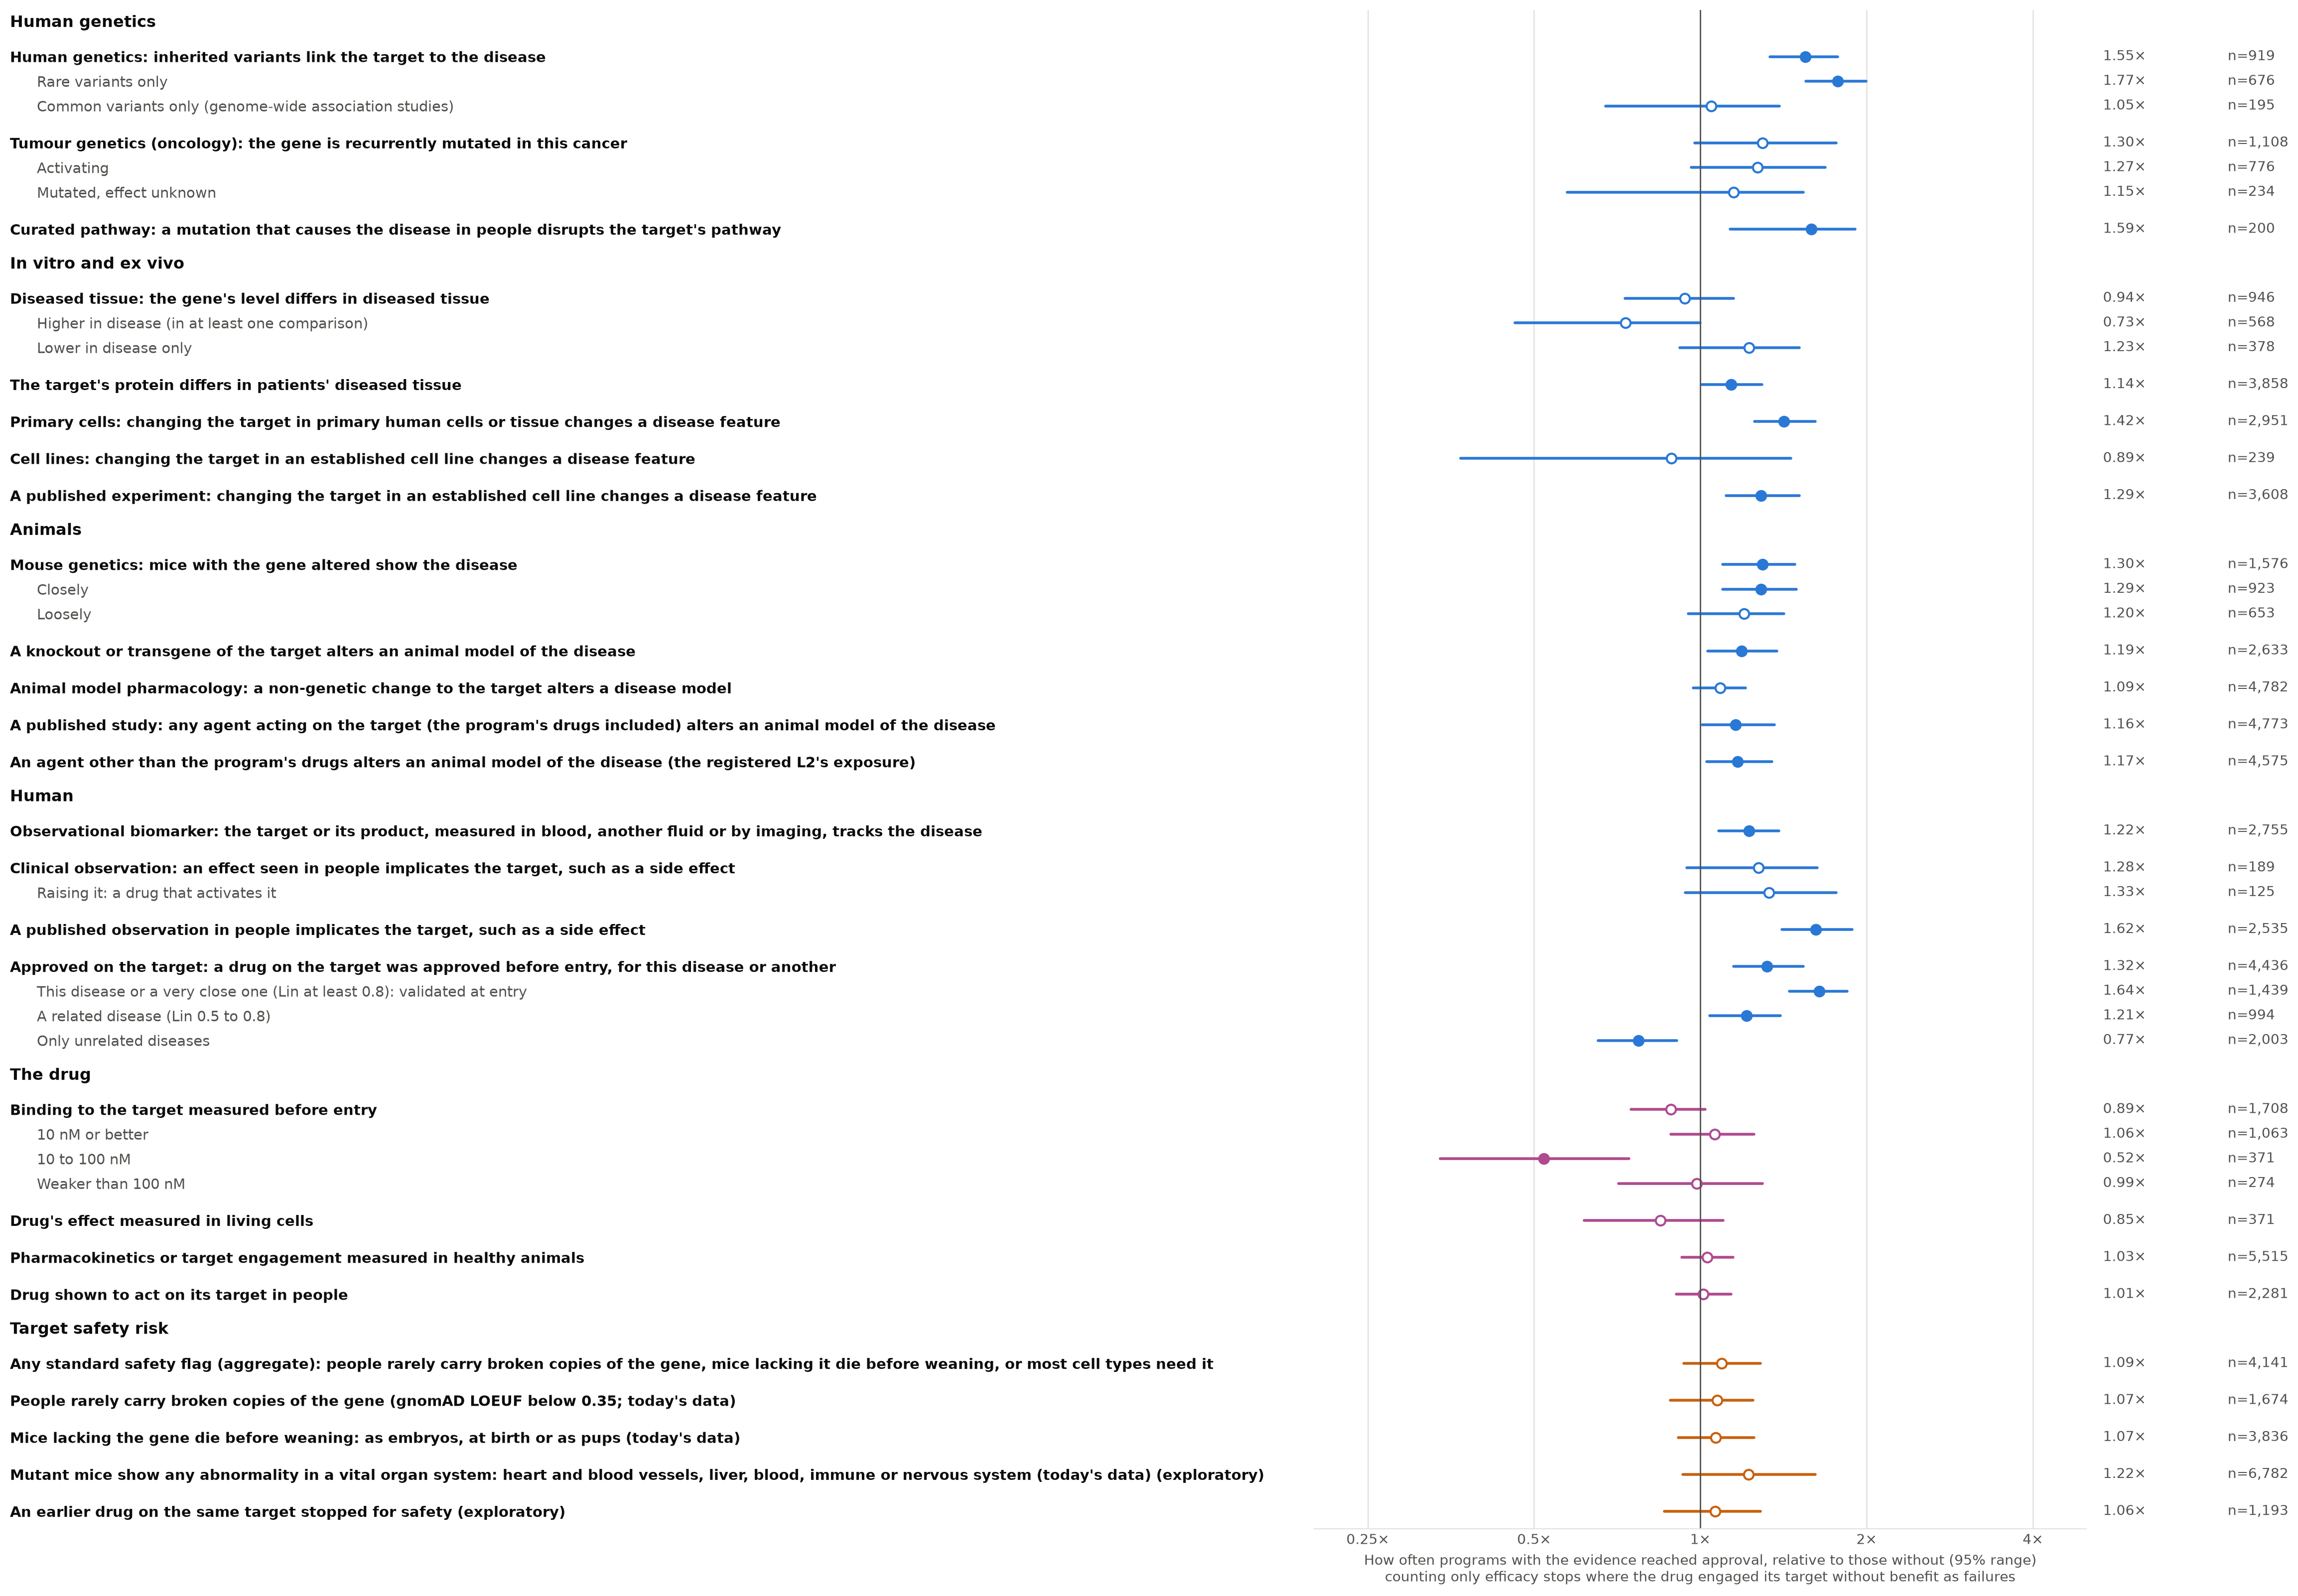 Human genetics
Human genetics: inherited variants link the target to the disease 1.55× n=919
Rare variants only 1.77× n=676
Common variants only (genome-wide association studies) 1.05× n=195
Tumour genetics (oncology): the gene is recurrently mutated in this cancer 1.30× n=1,108
Activating 1.27× n=776
Mutated, effect unknown 1.15× n=234
Curated pathway: a mutation that causes the disease in people disrupts the target's pathway 1.59× n=200
In vitro and ex vivo
Diseased tissue: the gene's level differs in diseased tissue 0.94× n=946
Higher in disease (in at least one comparison) 0.73× n=568
Lower in disease only 1.23× n=378
The target's protein differs in patients' diseased tissue 1.14× n=3,858
Primary cells: changing the target in primary human cells or tissue changes a disease feature 1.42× n=2,951
Cell lines: changing the target in an established cell line changes a disease feature 0.89× n=239
A published experiment: changing the target in an established cell line changes a disease feature 1.29× n=3,608
Animals
Mouse genetics: mice with the gene altered show the disease 1.30× n=1,576
Closely 1.29× n=923
Loosely 1.20× n=653
A knockout or transgene of the target alters an animal model of the disease 1.19× n=2,633
Animal model pharmacology: a non-genetic change to the target alters a disease model 1.09× n=4,782
A published study: any agent acting on the target (the program's drugs included) alters an animal model of the disease 1.16× n=4,773
An agent other than the program's drugs alters an animal model of the disease (the registered L2's exposure) 1.17× n=4,575
Human
Observational biomarker: the target or its product, measured in blood, another fluid or by imaging, tracks the disease 1.22× n=2,755
Clinical observation: an effect seen in people implicates the target, such as a side effect 1.28× n=189
Raising it: a drug that activates it 1.33× n=125
A published observation in people implicates the target, such as a side effect 1.62× n=2,535
Approved on the target: a drug on the target was approved before entry, for this disease or another 1.32× n=4,436
This disease or a very close one (Lin at least 0.8): validated at entry 1.64× n=1,439
A related disease (Lin 0.5 to 0.8) 1.21× n=994
Only unrelated diseases 0.77× n=2,003
The drug
Binding to the target measured before entry 0.89× n=1,708
10 nM or better 1.06× n=1,063
10 to 100 nM 0.52× n=371
Weaker than 100 nM 0.99× n=274
Drug's effect measured in living cells 0.85× n=371
Pharmacokinetics or target engagement measured in healthy animals 1.03× n=5,515
Drug shown to act on its target in people 1.01× n=2,281
Target safety risk
Any standard safety flag (aggregate): people rarely carry broken copies of the gene, mice lacking it die before weaning, or most cell types need it 1.09× n=4,141
People rarely carry broken copies of the gene (gnomAD LOEUF below 0.35; today's data) 1.07× n=1,674
Mice lacking the gene die before weaning: as embryos, at birth or as pups (today's data) 1.07× n=3,836
Mutant mice show any abnormality in a vital organ system: heart and blood vessels, liver, blood, immune or nervous system (today's data) (exploratory) 1.22× n=6,782
An earlier drug on the same target stopped for safety (exploratory) 1.06× n=1,193
0.25× 0.5× 1× 2× 4×
How often programs with the evidence reached approval, relative to those without (95% range)
counting only efficacy stops where the drug engaged its target without benefit as failures